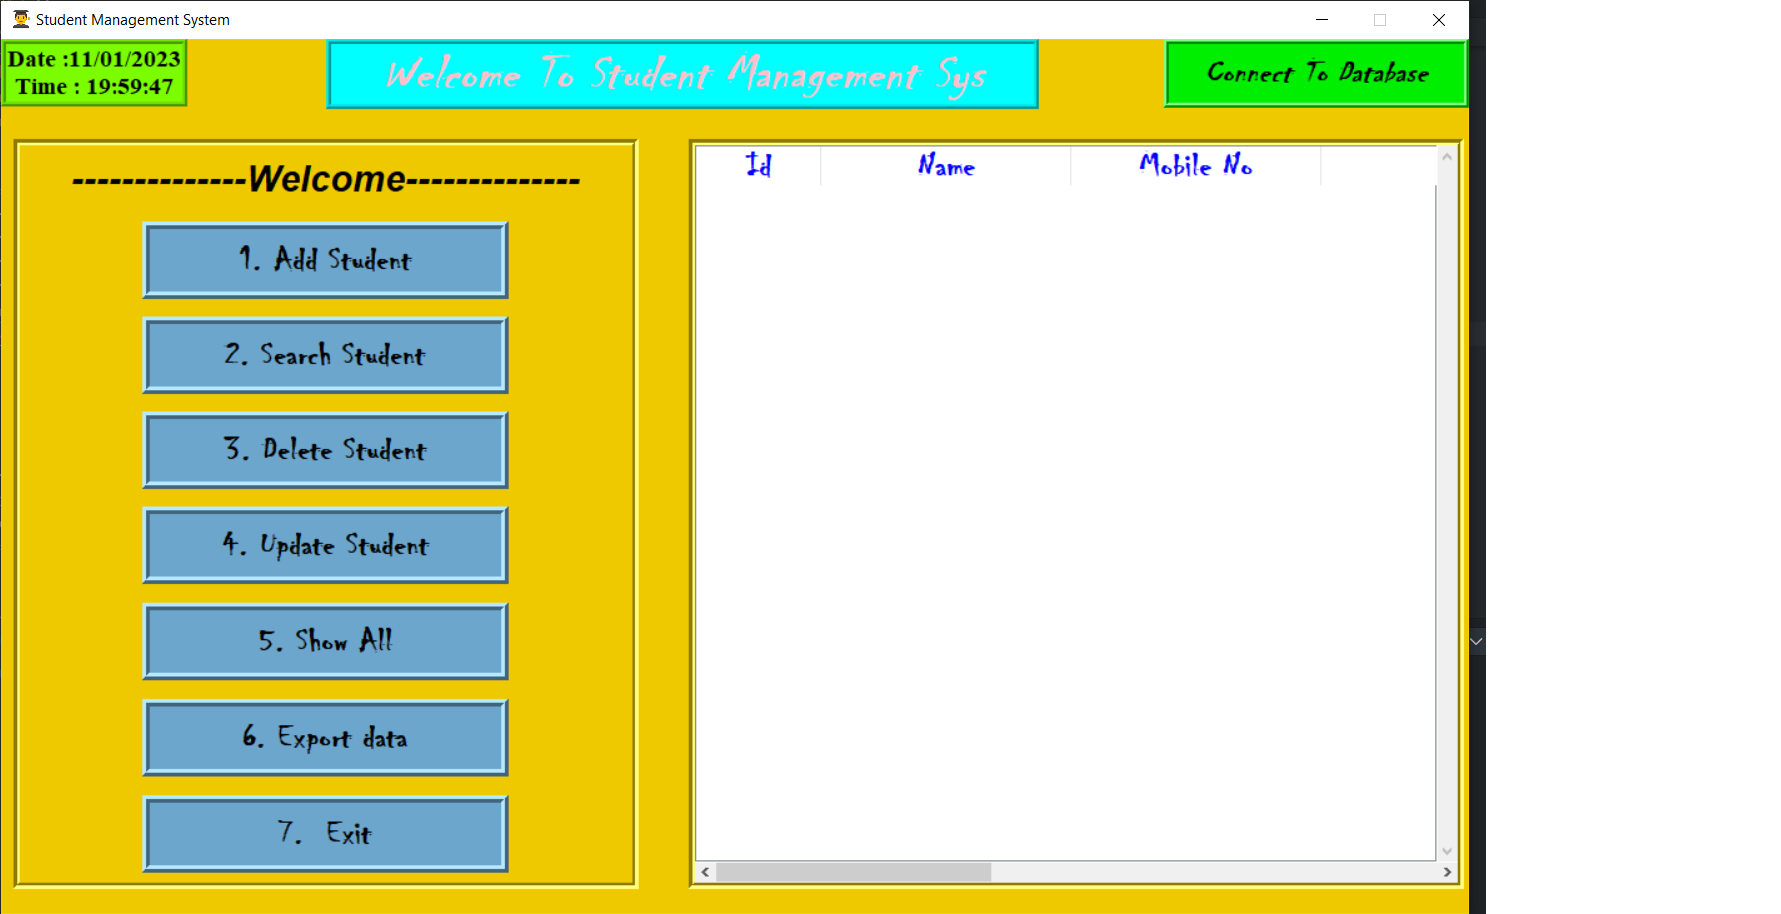 Student Management System
Date :11/01/2023
Time : 19:59:47
Welcome To Student Management Sys
Connect To Database
--------------Welcome--------------
1. Add Student
2. Search Student
3. Delete Student
4. Update Student
5. Show All
6. Export data
7. Exit
Id Name Mobile No